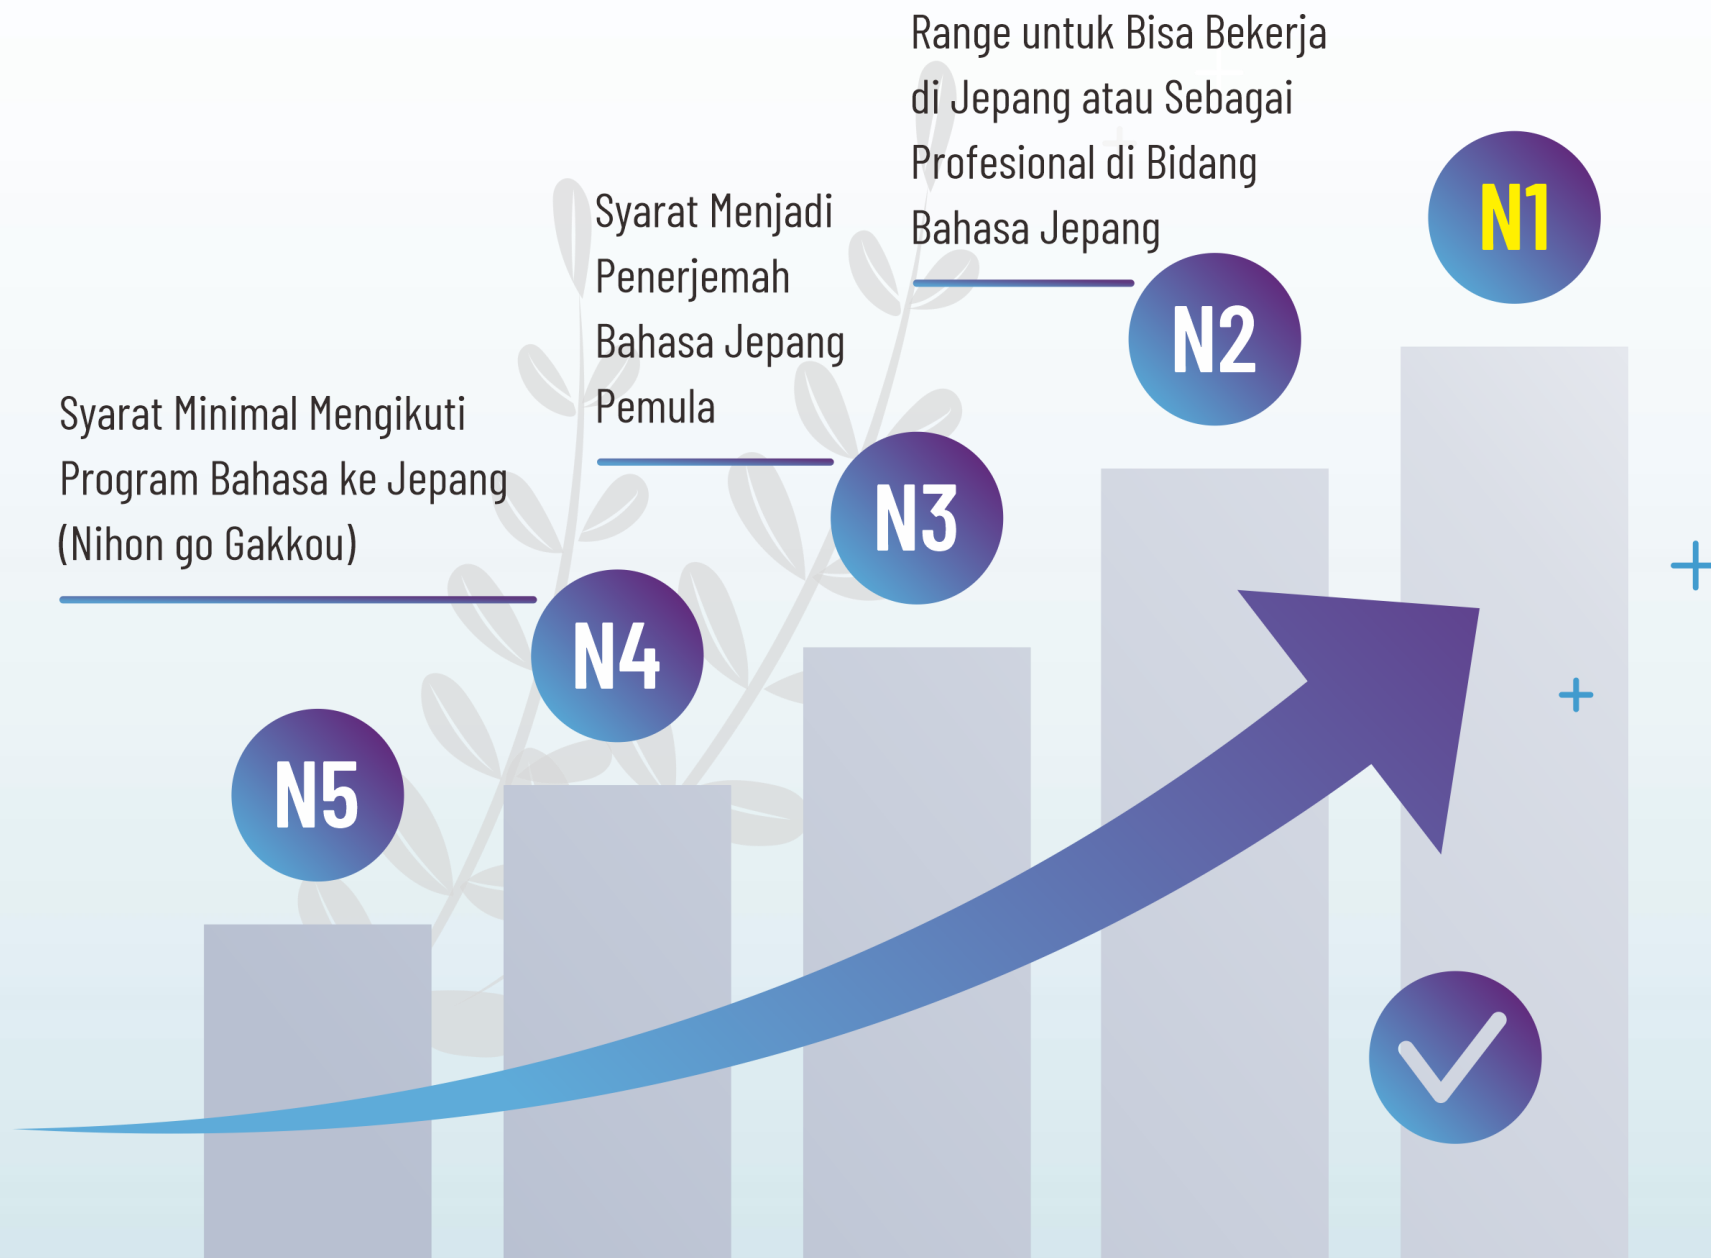 Range untuk Bisa Bekerja
di Jepang atau Sebagai
Profesional di Bidang
Bahasa Jepang
N1
Syarat Menjadi
Penerjemah
Bahasa Jepang
Pemula
N2
Syarat Minimal Mengikuti
Program Bahasa ke Jepang
(Nihon go Gakkou)
N3
N4
N5